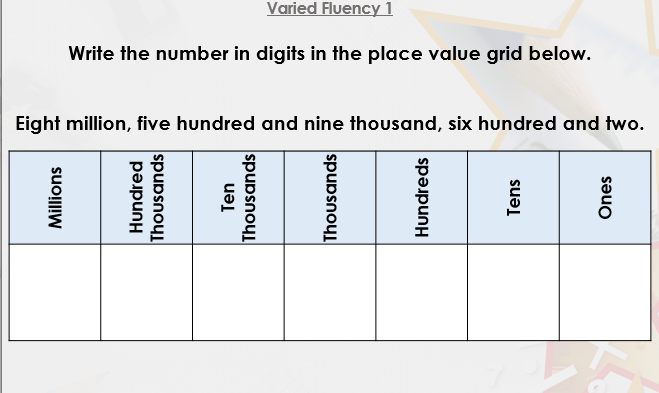 Varied Fluency 1
Write the number in digits in the place value grid below.
Eight million, five hundred and nine thousand, six hundred and two.
Millions
Hundred
Thousands
Ten
Thousands
Thousands
Hundreds
Tens
Ones